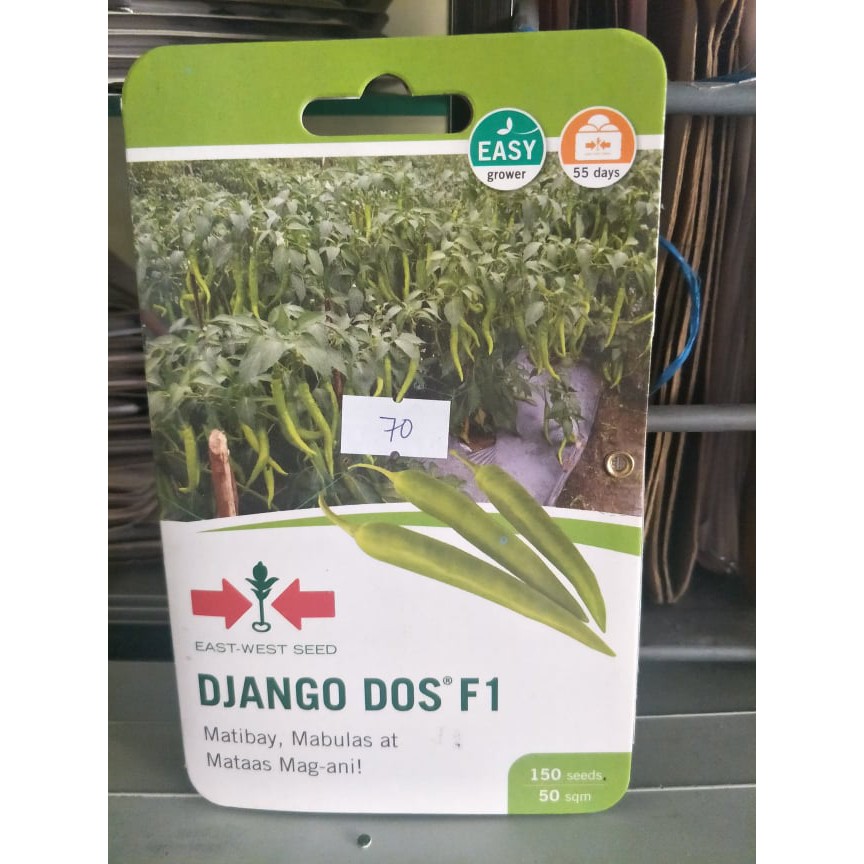 EASY
grower
55 days
70
EAST-WEST SEED
DJANGO DOS® F1
Matibay, Mabulas at
Mataas Mag-ani!
150 seeds
50 sqm